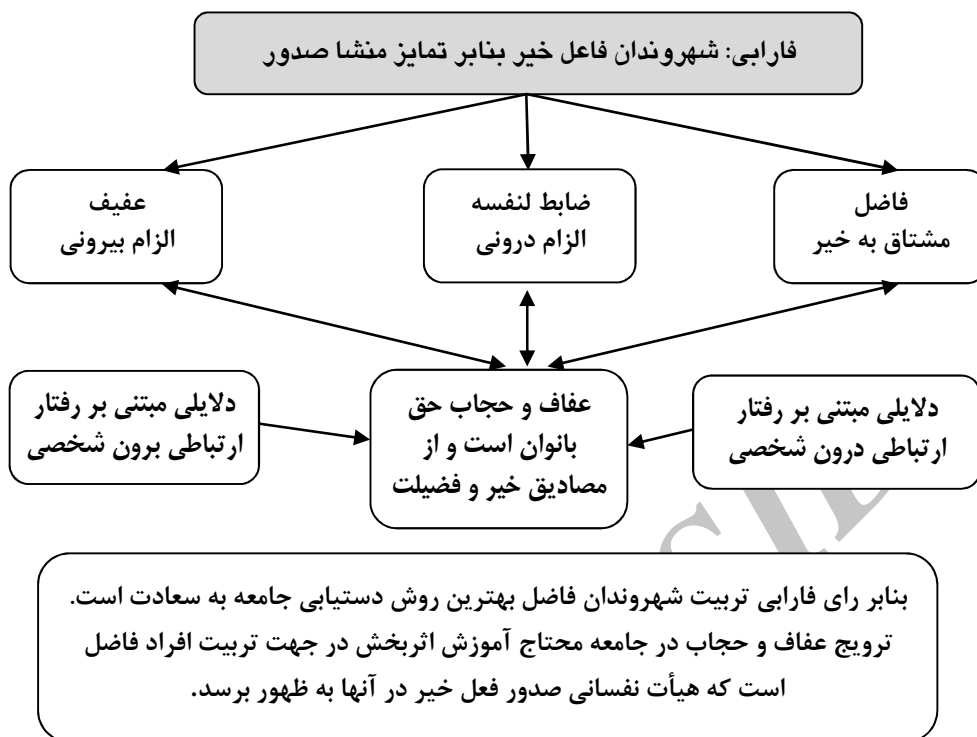 فارابی: شهروندان فاعل خیر بنابر تمایز منشا صدور
فاضل
مشتاق به خیر
ضابط لنفسه
الزام درونی
عفیف
الزام بیرونی
دلایلی مبتنی بر رفتار
ارتباطی درون شخصی
عفاف و حجاب حق
بانوان است و از
مصادیق خیر و فضیلت
دلایلی مبتنی بر رفتار
ارتباطی برون شخصی
بنابر رای فارابی تربیت شهروندان فاضل بهترین روش دستیابی جامعه به سعادت است.
ترویج عفاف و حجاب در جامعه محتاج آموزش اثربخش در جهت تربیت افراد فاضل
است که هیأت نفسانی صدور فعل خیر در آنها به ظهور برسد.